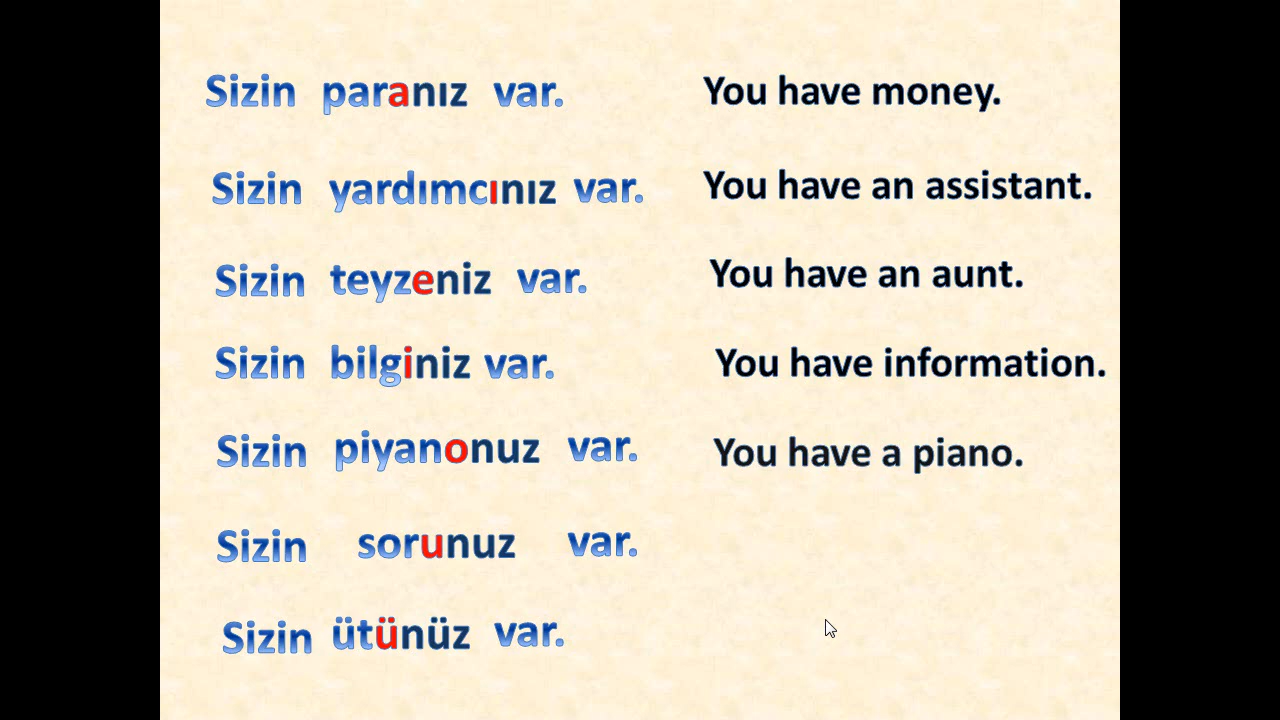 Sizin paranız var. You have money.
Sizin yardımcınız var. You have an assistant.
Sizin teyzeniz var. You have an aunt.
Sizin bilginiz var. You have information.
Sizin piyanonuz var. You have a piano.
Sizin sorunuz var.
Sizin ütünüz var.